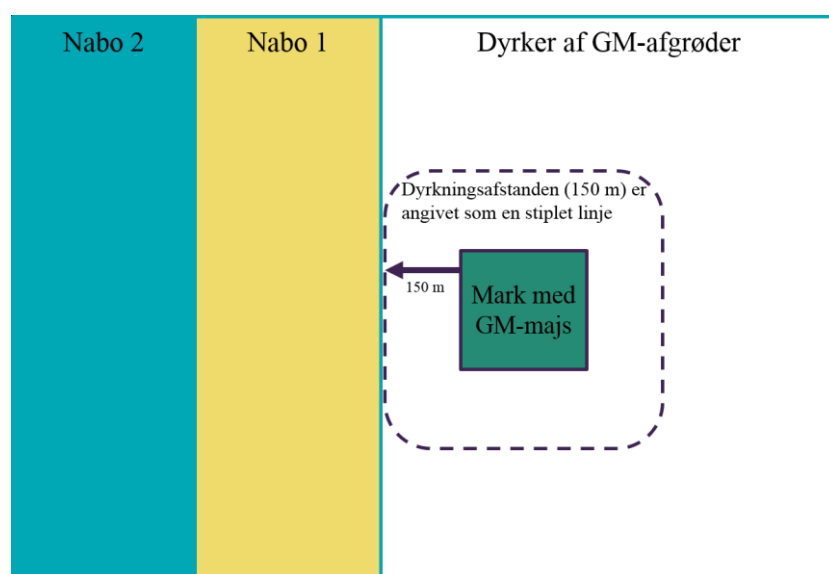 Nabo 2
Nabo 1
Dyrker af GM-afgrøder
Dyrkningsafstanden (150 m) er
angivet som en stiplet linje
150 m
Mark med
GM-majs